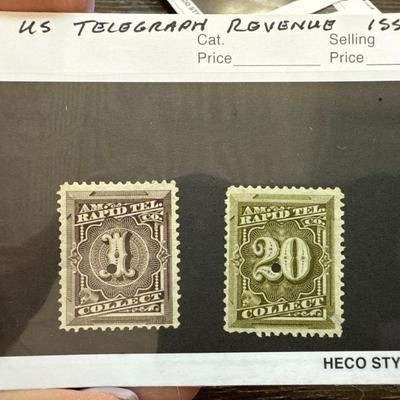 US TELEGRAPH REVENUE ISS
Cat. Selling
Price Price
AM. RAPID TEL. CO.
1
COLLECT
AM. RAPID TEL. CO.
20
COLLECT
HECO STY